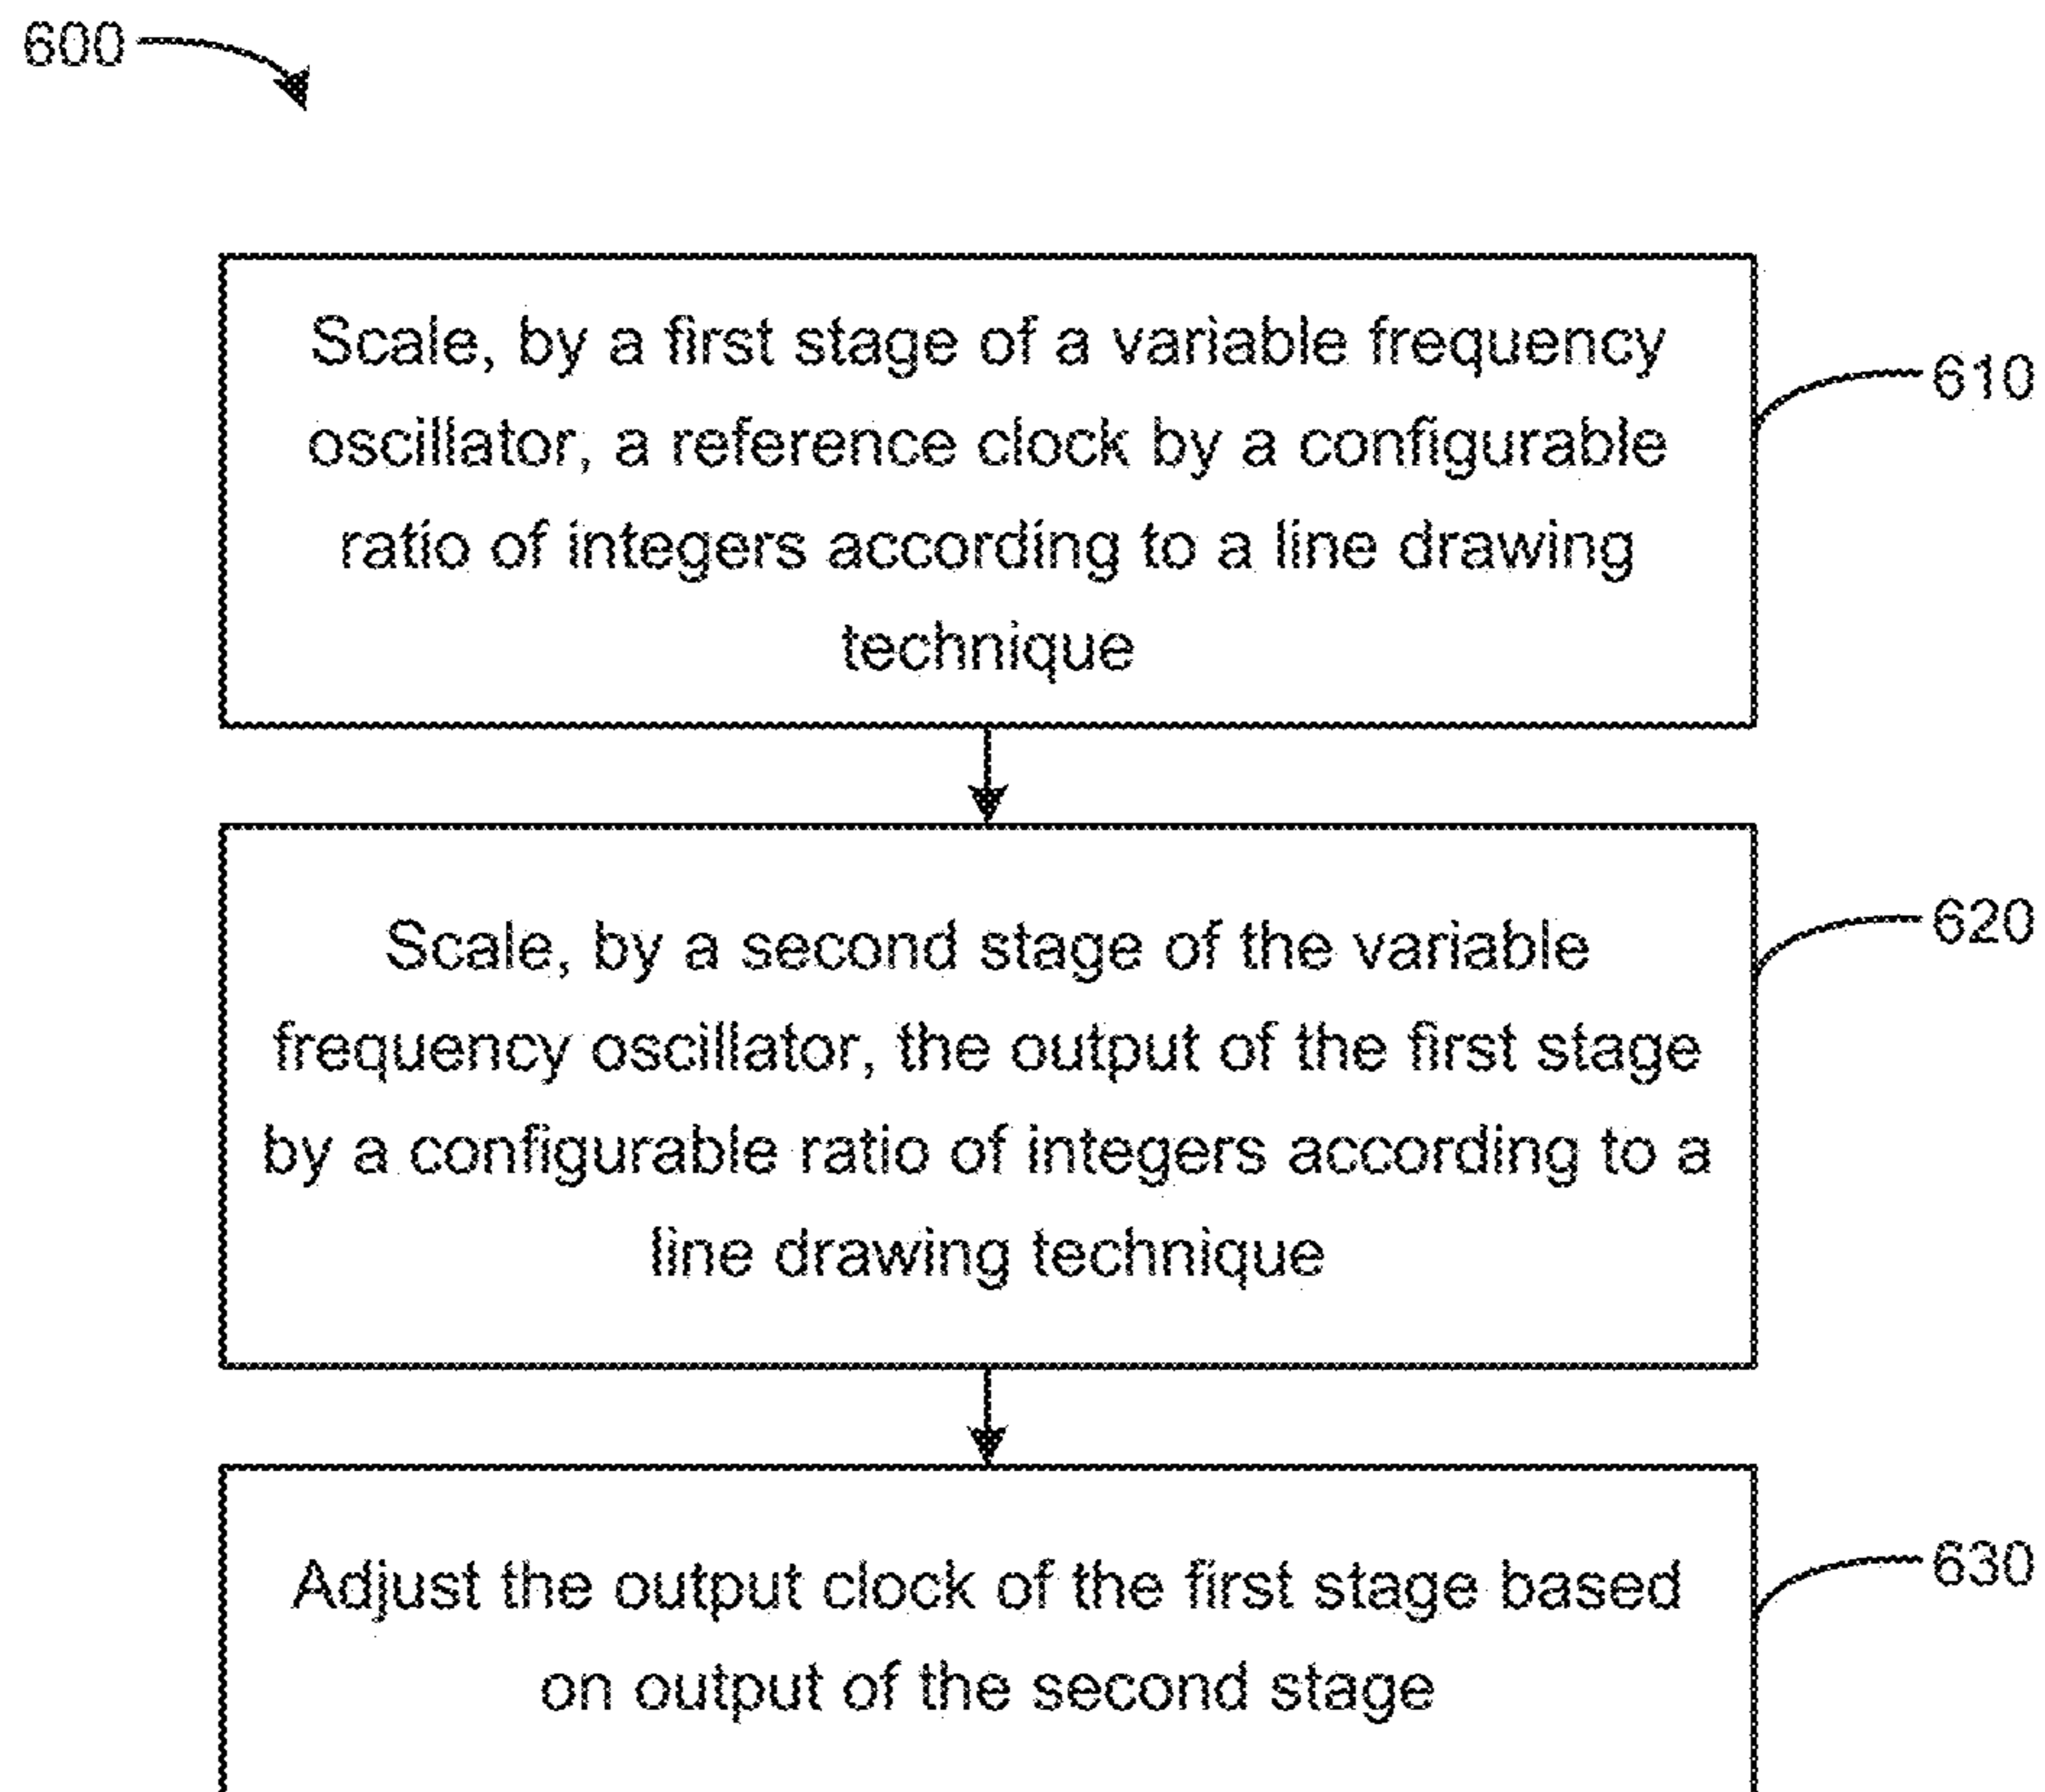 600
Scale, by a first stage of a variable frequency
oscillator, a reference clock by a configurable
ratio of integers according to a line drawing
technique
610
Scale, by a second stage of the variable
frequency oscillator, the output of the first stage
by a configurable ratio of integers according to a
line drawing technique
620
Adjust the output clock of the first stage based
on output of the second stage
630